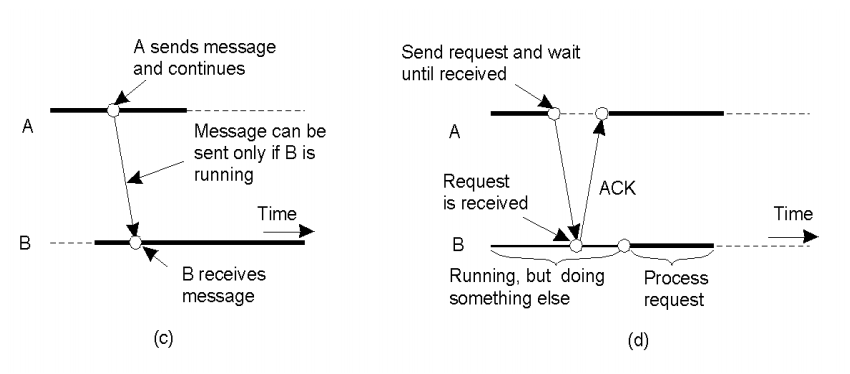 A sends message
and continues
A
Message can be
sent only if B is
running
Time
B
B receives
message
(c)
Send request and wait
until received
A
Request
is received
ACK
Time
B
Running, but doing
something else
Process
request
(d)